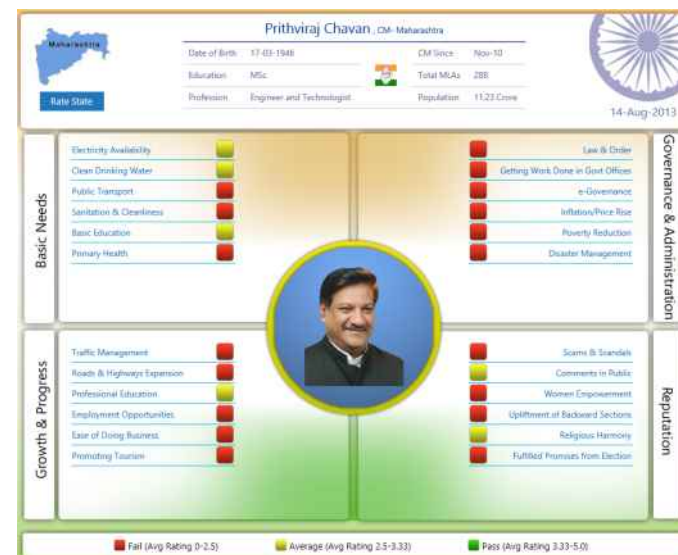 Prithviraj Chavan , CM- Maharashtra
Maharashtra
Rate State
Date of Birth 17-03-1946
Education MSc
Profession Engineer and Technologist
CM Since Nov-10
Total MLAs 288
Population 11.23 Crore
14-Aug-2013
Basic Needs
Electricity Availability
Clean Drinking Water
Public Transport
Sanitation & Cleanliness
Basic Education
Primary Health
Governance & Administration
Law & Order
Getting Work Done in Govt Offices
e-Governance
Inflation/Price Rise
Poverty Reduction
Disaster Management
Growth & Progress
Traffic Management
Roads & Highways Expansion
Professional Education
Employment Opportunities
Ease of Doing Business
Promoting Tourism
Reputation
Scams & Scandals
Comments in Public
Women Empowerment
Upliftment of Backward Sections
Religious Harmony
Fulfilled Promises from Election
Fail (Avg Rating 0-2.5)
Average (Avg Rating 2.5-3.33)
Pass (Avg Rating 3.33-5.0)